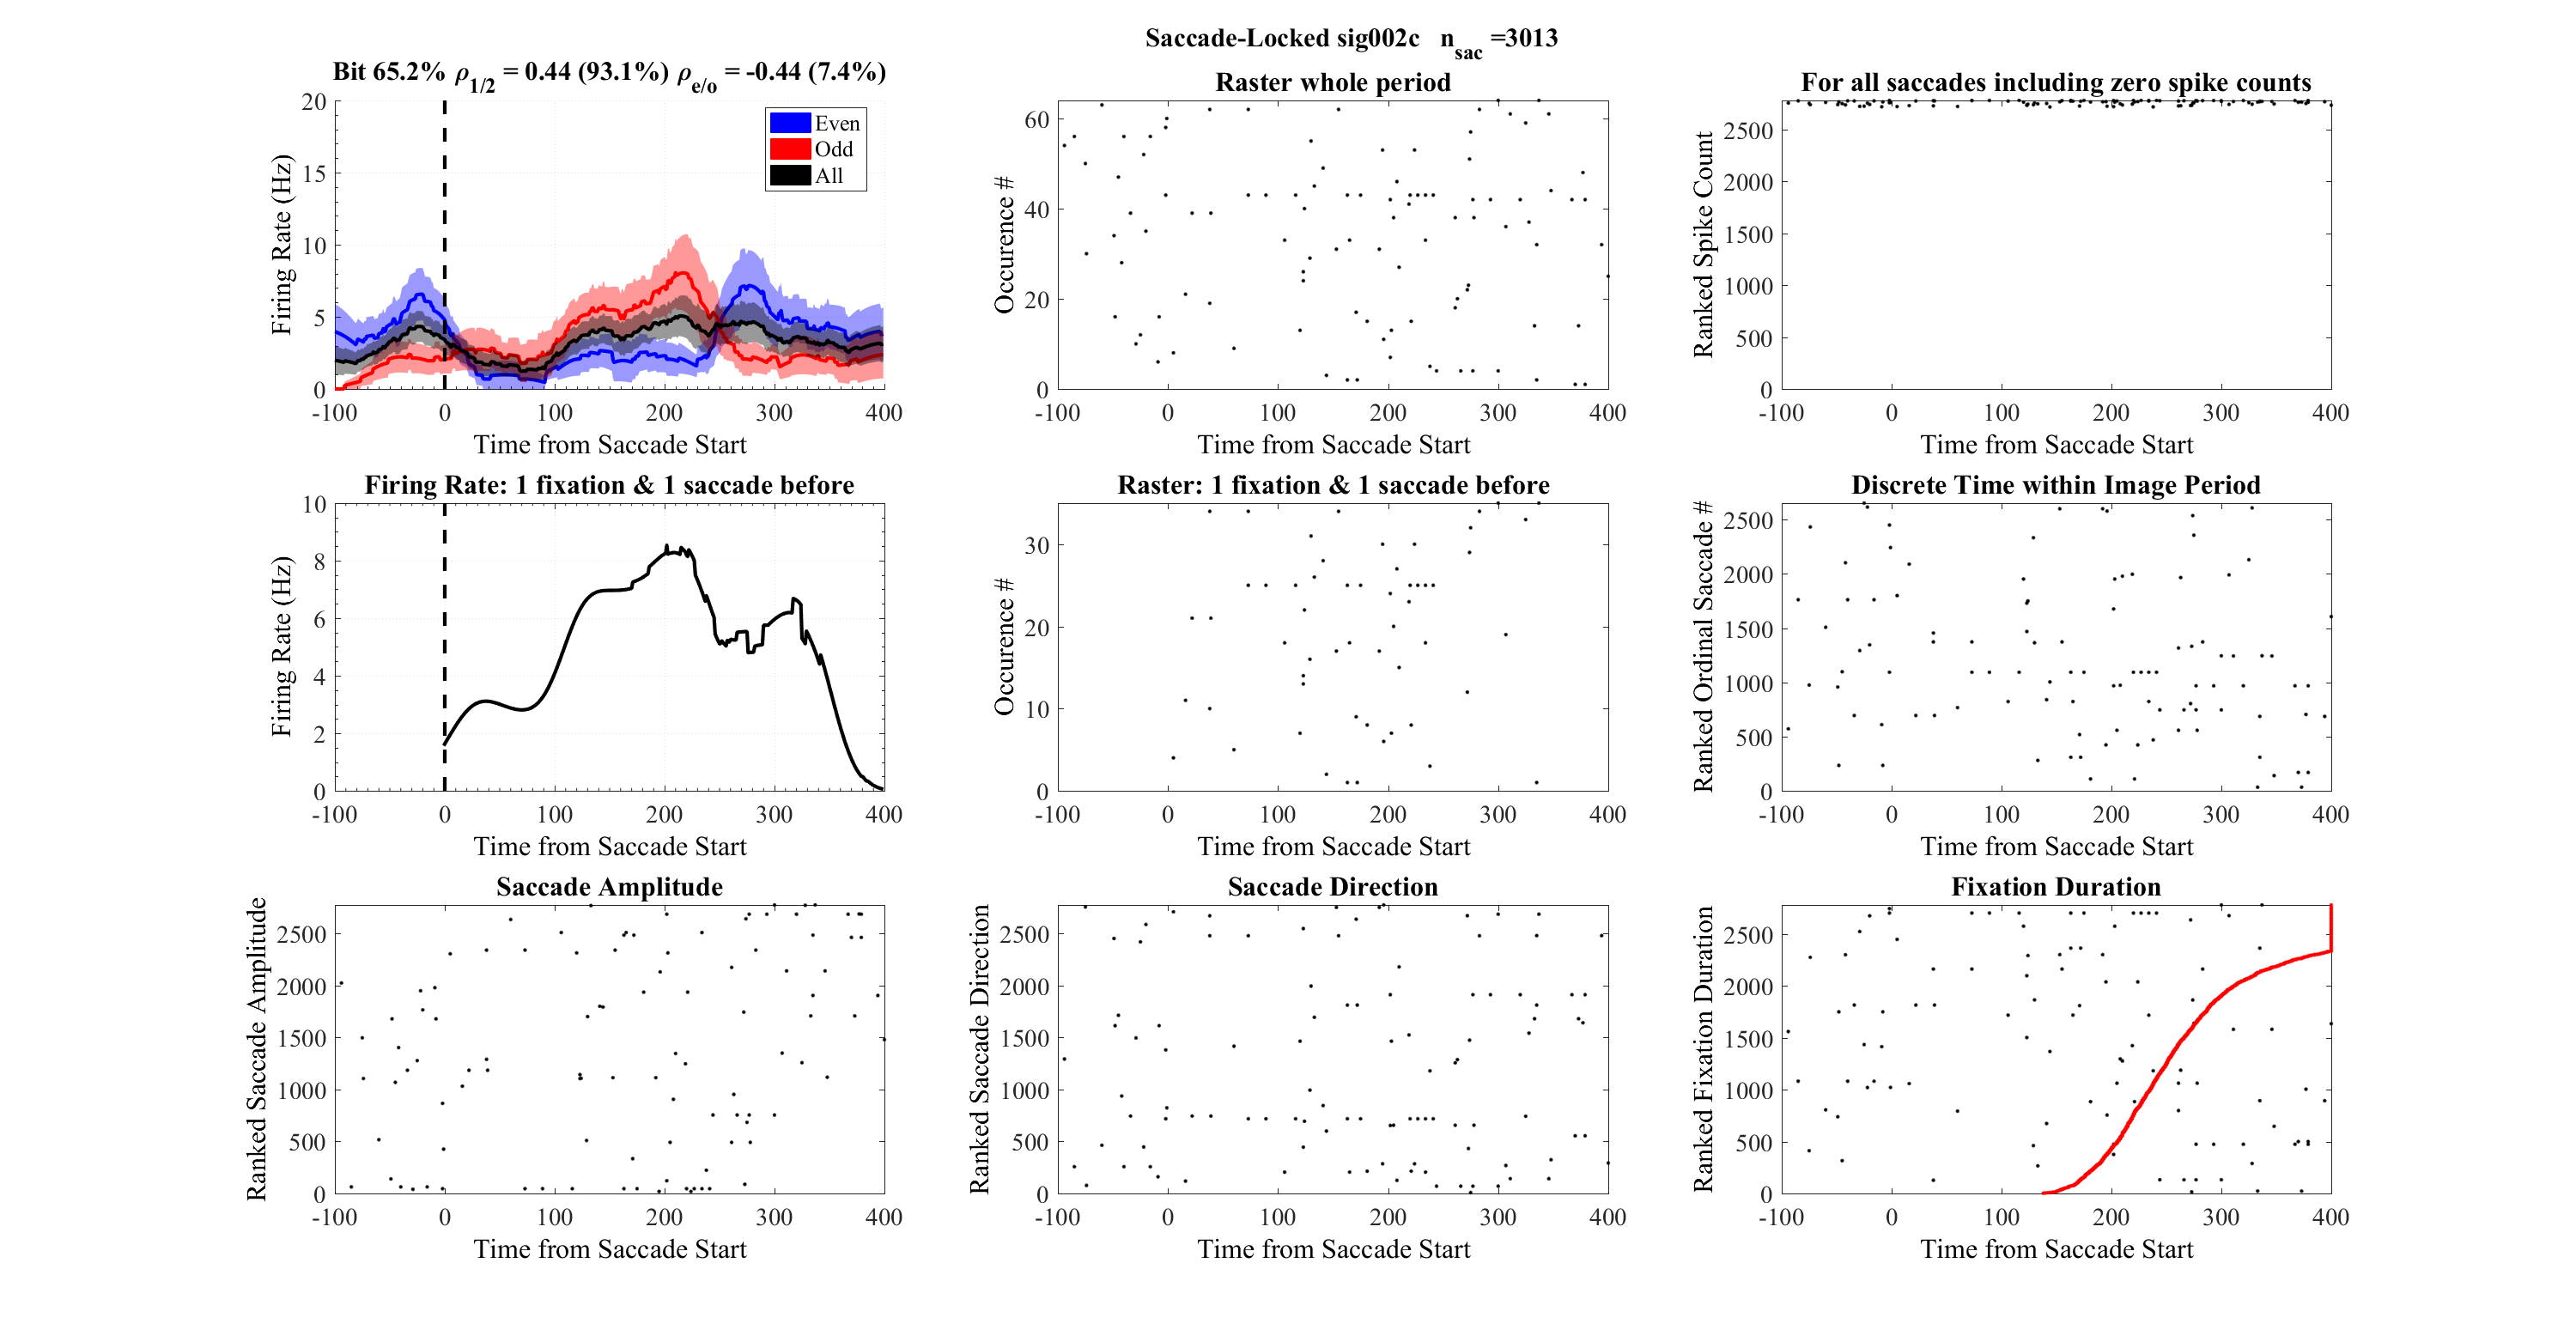 Saccade-Locked sig002c n_sac =3013
Bit 65.2% ρ_1/2 = 0.44 (93.1%) ρ_e/o = -0.44 (7.4%)
Firing Rate (Hz)
20
15
10
5
0
Even
Odd
All
-100 0 100 200 300 400
Time from Saccade Start
Raster whole period
Occurence #
60
40
20
0
-100 0 100 200 300 400
Time from Saccade Start
For all saccades including zero spike counts
Ranked Spike Count
2500
2000
1500
1000
500
0
-100 0 100 200 300 400
Time from Saccade Start
Firing Rate: 1 fixation & 1 saccade before
Firing Rate (Hz)
10
8
6
4
2
0
-100 0 100 200 300 400
Time from Saccade Start
Raster: 1 fixation & 1 saccade before
Occurence #
30
20
10
0
-100 0 100 200 300 400
Time from Saccade Start
Discrete Time within Image Period
Ranked Ordinal Saccade #
2500
2000
1500
1000
500
0
-100 0 100 200 300 400
Time from Saccade Start
Saccade Amplitude
Ranked Saccade Amplitude
2500
2000
1500
1000
500
0
-100 0 100 200 300 400
Time from Saccade Start
Saccade Direction
Ranked Saccade Direction
2500
2000
1500
1000
500
0
-100 0 100 200 300 400
Time from Saccade Start
Fixation Duration
Ranked Fixation Duration
2500
2000
1500
1000
500
0
-100 0 100 200 300 400
Time from Saccade Start